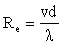 Rₑ = vd/λ